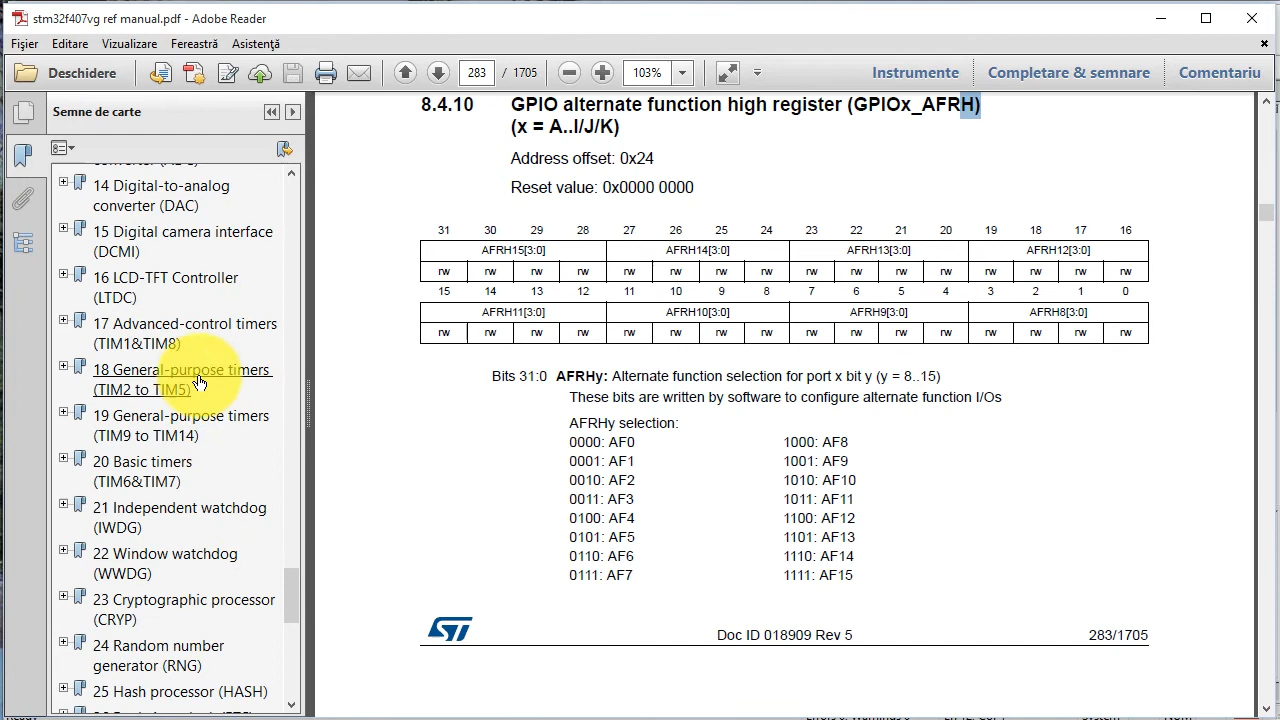 stm32f407vg ref manual.pdf - Adobe Reader
Fişier Editare Vizualizare Fereastră Asistenţă
Deschidere 283 / 1705 103% Instrumente Completare & semnare Comentariu
Semne de carte
14 Digital-to-analog
converter (DAC)
15 Digital camera interface
(DCMI)
16 LCD-TFT Controller
(LTDC)
17 Advanced-control timers
(TIM1&TIM8)
18 General-purpose timers
(TIM2 to TIM5)
19 General-purpose timers
(TIM9 to TIM14)
20 Basic timers
(TIM6&TIM7)
21 Independent watchdog
(IWDG)
22 Window watchdog
(WWDG)
23 Cryptographic processor
(CRYP)
24 Random number
generator (RNG)
25 Hash processor (HASH)
8.4.10 GPIO alternate function high register (GPIOx_AFRH)
(x = A..I/J/K)
Address offset: 0x24
Reset value: 0x0000 0000
31 30 29 28 27 26 25 24 23 22 21 20 19 18 17 16
AFRH15[3:0] AFRH14[3:0] AFRH13[3:0] AFRH12[3:0]
rw rw rw rw rw rw rw rw rw rw rw rw rw rw rw rw
15 14 13 12 11 10 9 8 7 6 5 4 3 2 1 0
AFRH11[3:0] AFRH10[3:0] AFRH9[3:0] AFRH8[3:0]
rw rw rw rw rw rw rw rw rw rw rw rw rw rw rw rw
Bits 31:0 AFRHy: Alternate function selection for port x bit y (y = 8..15)
These bits are written by software to configure alternate function I/Os
AFRHy selection:
0000: AF0 1000: AF8
0001: AF1 1001: AF9
0010: AF2 1010: AF10
0011: AF3 1011: AF11
0100: AF4 1100: AF12
0101: AF5 1101: AF13
0110: AF6 1110: AF14
0111: AF7 1111: AF15
ST Doc ID 018909 Rev 5 283/1705